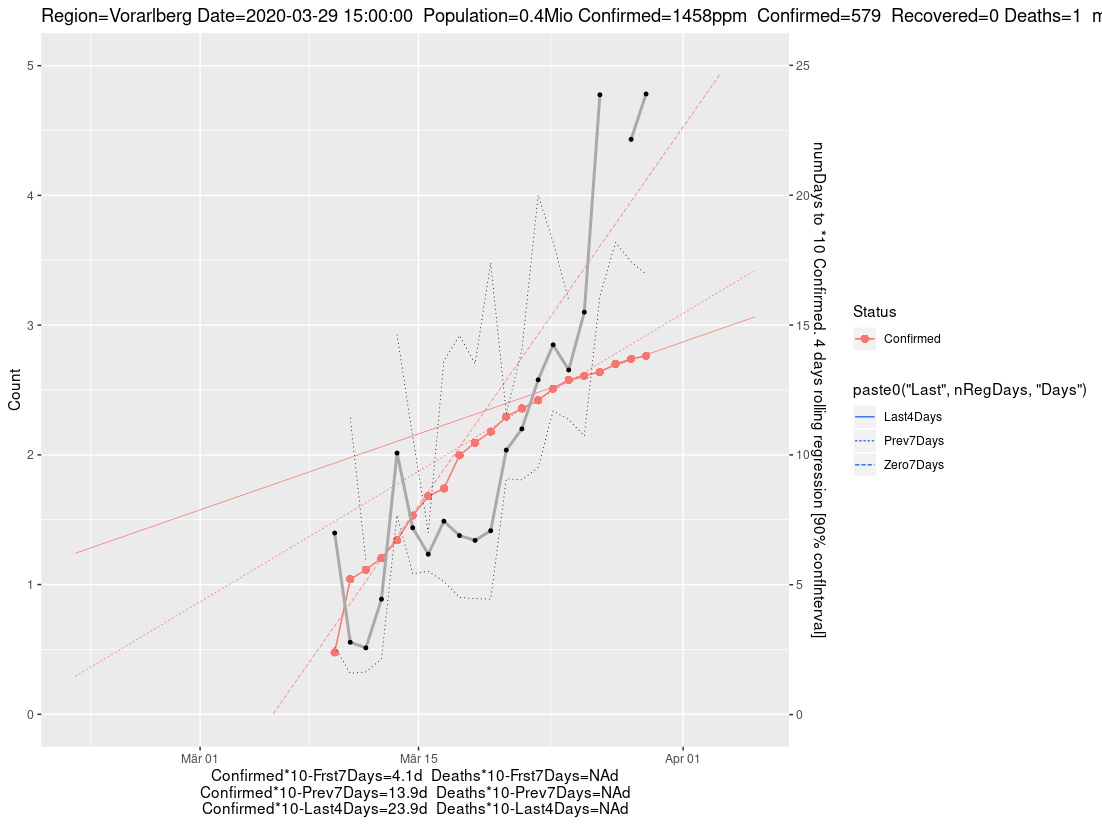 Region=Vorarlberg Date=2020-03-29 15:00:00  Population=0.4Mio Confirmed=1458ppm  Confirmed=579  Recovered=0 Deaths=1
5
4
3
2
1
0
Count
25
20
15
10
5
0
numDays to *10 Confirmed. 4 days rolling regression [90% confInterval]
Mär 01
Mär 15
Apr 01
Confirmed*10-Frst7Days=4.1d  Deaths*10-Frst7Days=NAd
Confirmed*10-Prev7Days=13.9d  Deaths*10-Prev7Days=NAd
Confirmed*10-Last4Days=23.9d  Deaths*10-Last4Days=NAd
Status
Confirmed
paste0("Last", nRegDays, "Days")
Last4Days
Prev7Days
Zero7Days